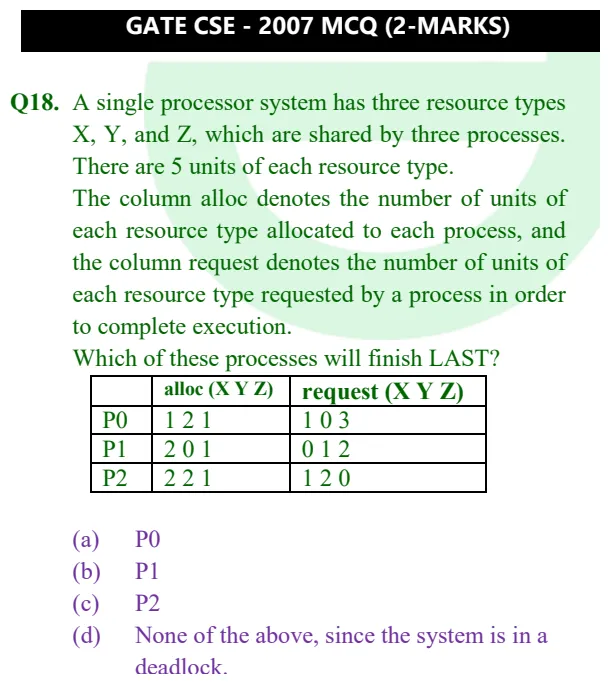 GATE CSE - 2007 MCQ (2-MARKS)
Q18. A single processor system has three resource types
X, Y, and Z, which are shared by three processes.
There are 5 units of each resource type.
The column alloc denotes the number of units of
each resource type allocated to each process, and
the column request denotes the number of units of
each resource type requested by a process in order
to complete execution.
Which of these processes will finish LAST?
alloc (X Y Z) request (X Y Z)
P0 1 2 1 1 0 3
P1 2 0 1 0 1 2
P2 2 2 1 1 2 0
(a) P0
(b) P1
(c) P2
(d) None of the above, since the system is in a
deadlock.